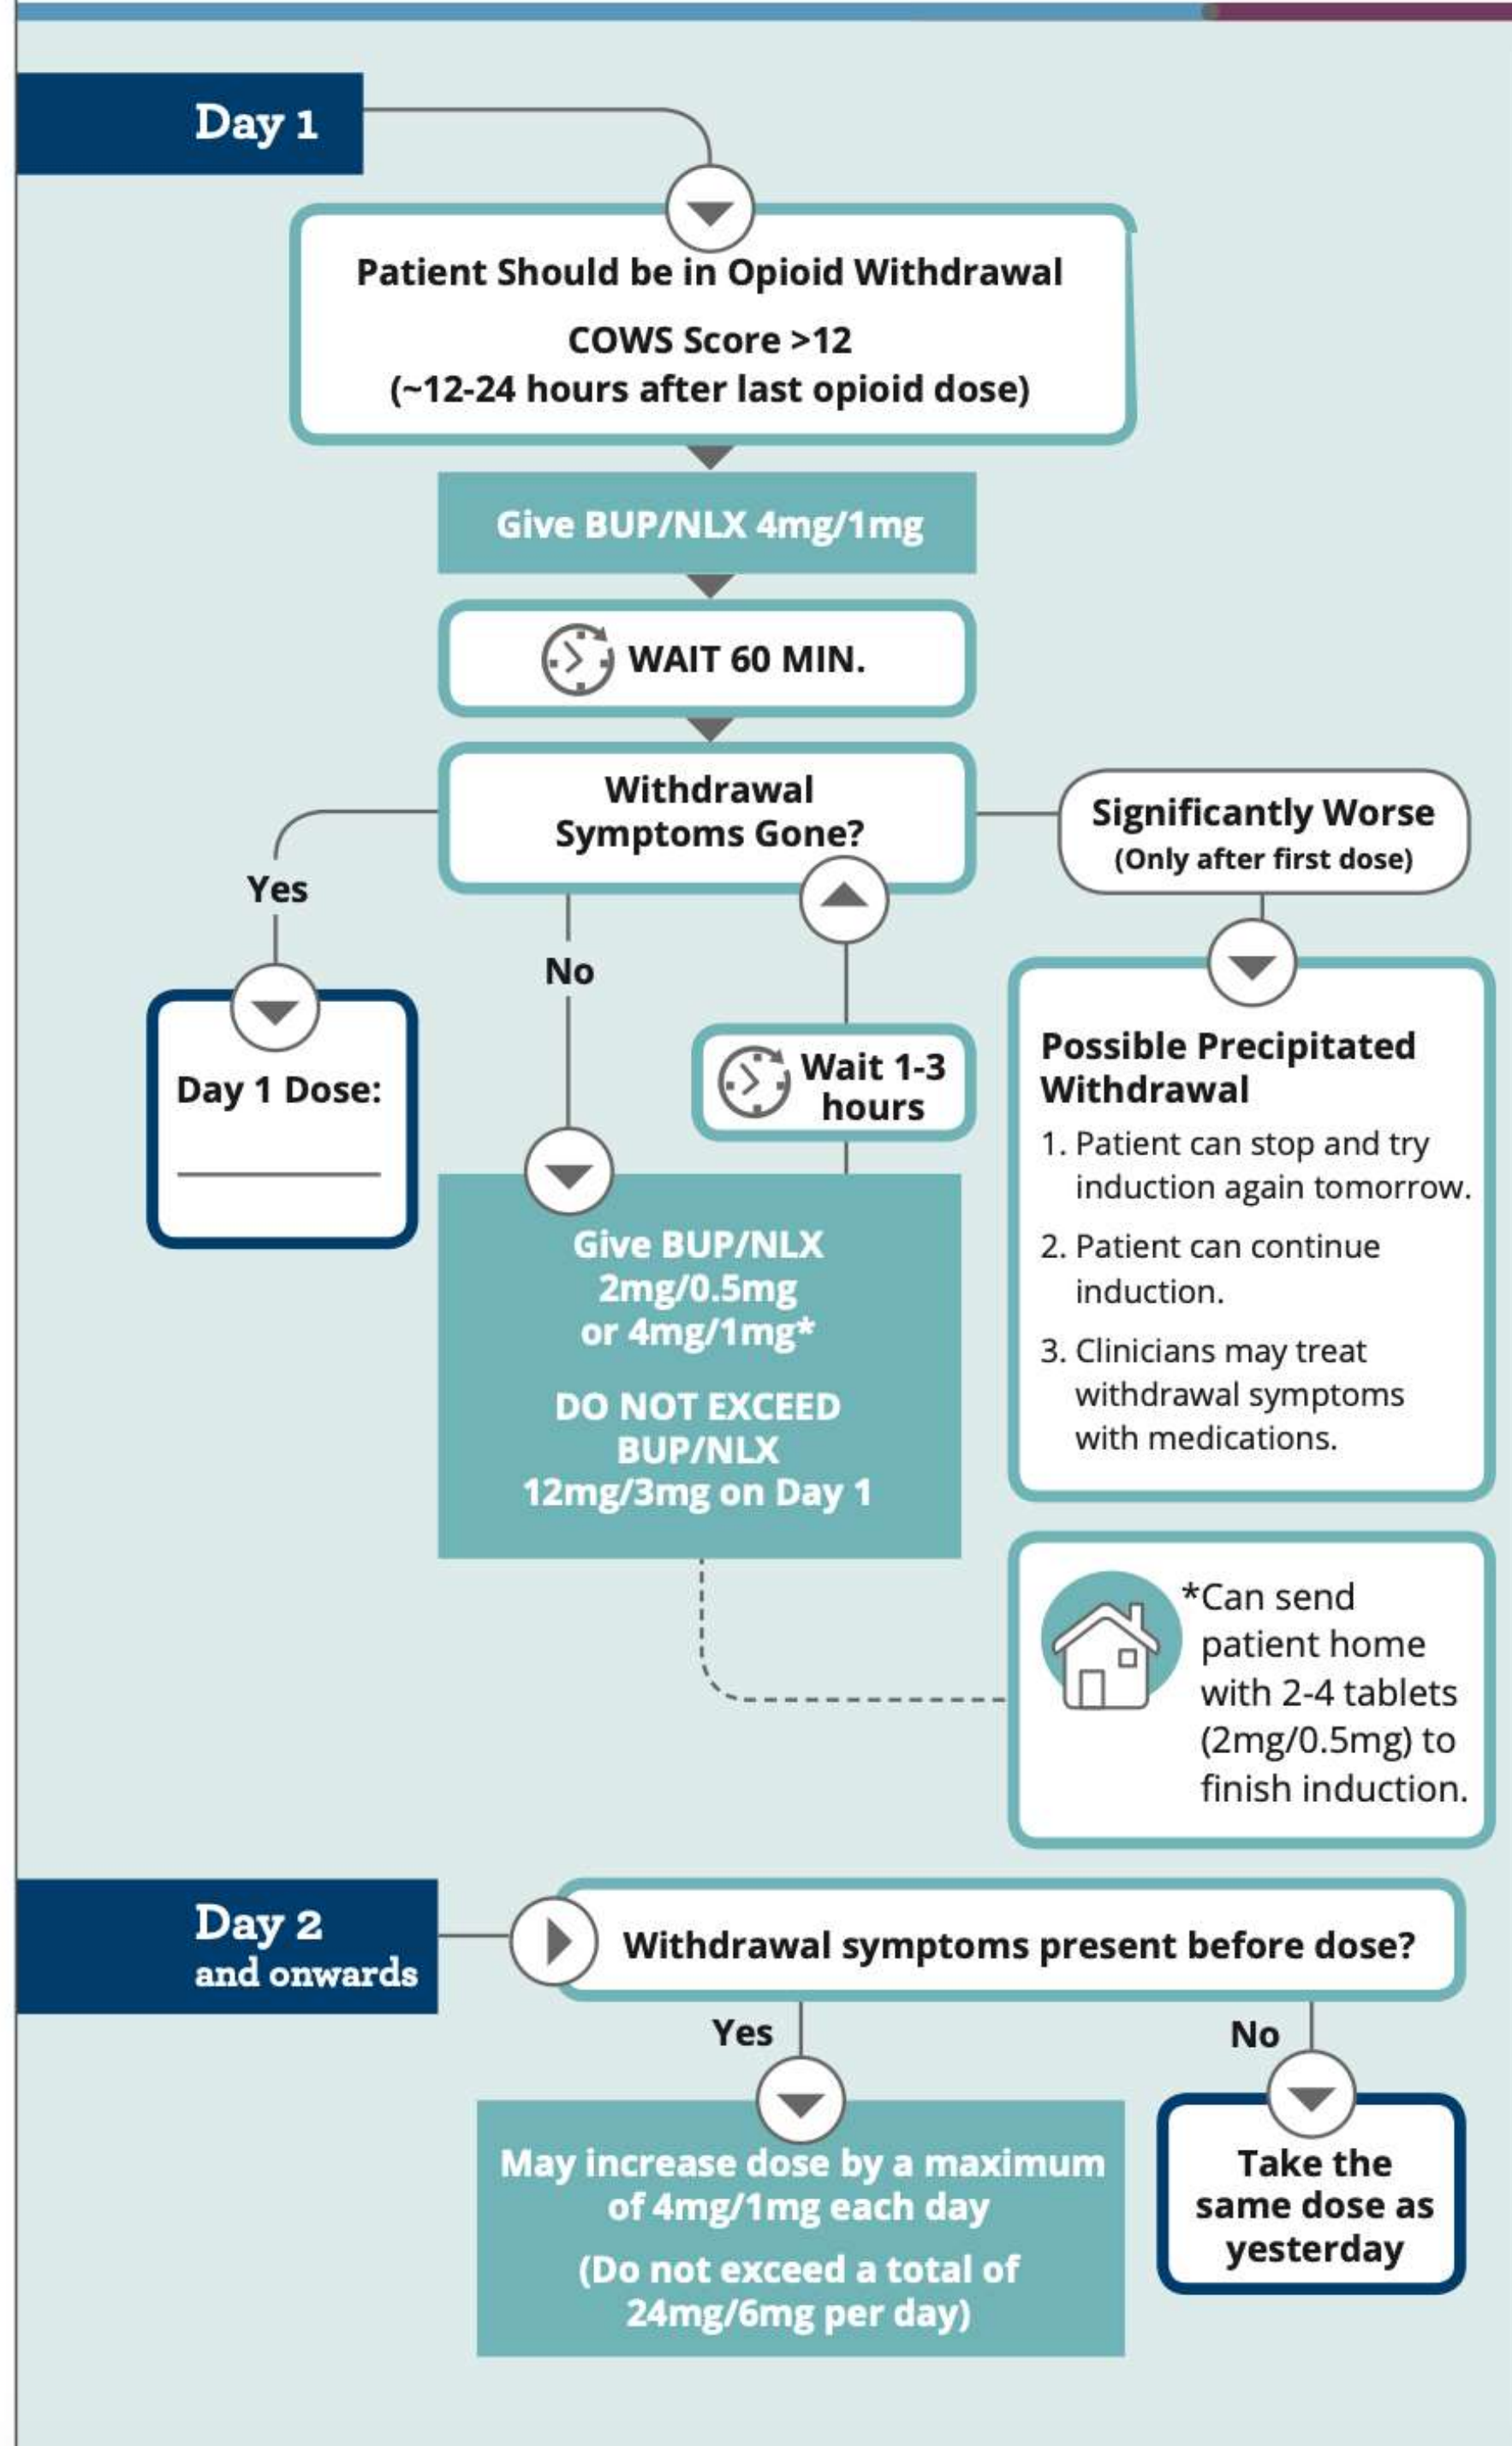 Day 1
Patient Should be in Opioid Withdrawal
COWS Score >12
(~12-24 hours after last opioid dose)
Give BUP/NLX 4mg/1mg
WAIT 60 MIN.
Withdrawal
Symptoms Gone?
Significantly Worse
(Only after first dose)
Yes
No
Day 1 Dose:
Wait 1-3
hours
Give BUP/NLX
2mg/0.5mg
or 4mg/1mg*
DO NOT EXCEED
BUP/NLX
12mg/3mg on Day 1
Possible Precipitated
Withdrawal
1. Patient can stop and try
induction again tomorrow.
2. Patient can continue
induction.
3. Clinicians may treat
withdrawal symptoms
with medications.
*Can send
patient home
with 2-4 tablets
(2mg/0.5mg) to
finish induction.
Day 2
and onwards
Withdrawal symptoms present before dose?
Yes
No
May increase dose by a maximum
of 4mg/1mg each day
(Do not exceed a total of
24mg/6mg per day)
Take the
same dose as
yesterday